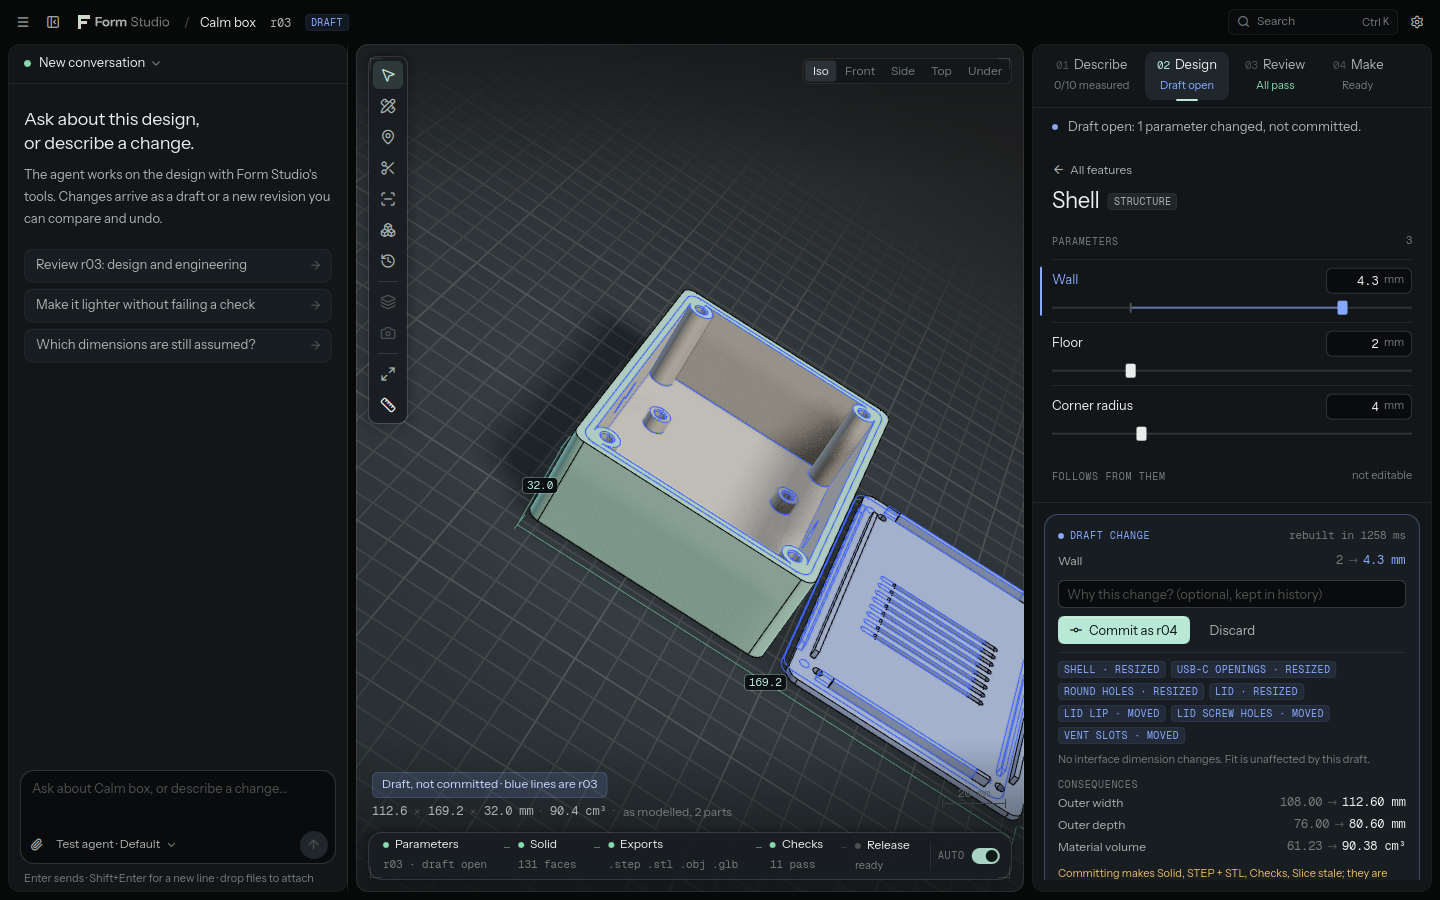 Form Studio / Calm box r03 DRAFT
Search Ctrl K
New conversation
Ask about this design,
or describe a change.
The agent works on the design with Form Studio's
tools. Changes arrive as a draft or a new revision you
can compare and undo.
Review r03: design and engineering
Make it lighter without failing a check
Which dimensions are still assumed?
Ask about Calm box, or describe a change...
Test agent · Default
Enter sends · Shift+Enter for a new line · drop files to attach
Iso Front Side Top Under
32.0
169.2
Draft, not committed · blue lines are r03
112.6 × 169.2 × 32.0 mm · 90.4 cm³ · as modelled, 2 parts
Parameters Solid Exports Checks Release
r03 · draft open 131 faces .step .stl .obj .glb 11 pass ready
AUTO
01 Describe 02 Design 03 Review 04 Make
0/10 measured Draft open All pass Ready
Draft open: 1 parameter changed, not committed.
All features
Shell STRUCTURE
PARAMETERS 3
Wall 4.3 mm
Floor 2 mm
Corner radius 4 mm
FOLLOWS FROM THEM not editable
DRAFT CHANGE rebuilt in 1258 ms
Wall 2 → 4.3 mm
Why this change? (optional, kept in history)
Commit as r04 Discard
SHELL · RESIZED USB-C OPENINGS · RESIZED
ROUND HOLES · RESIZED LID · RESIZED
LID LIP · MOVED LID SCREW HOLES · MOVED
VENT SLOTS · MOVED
No interface dimension changes. Fit is unaffected by this draft.
CONSEQUENCES
Outer width 108.00 → 112.60 mm
Outer depth 76.00 → 80.60 mm
Material volume 61.23 → 90.38 cm³
Committing makes Solid, STEP + STL, Checks, Slice stale; they are